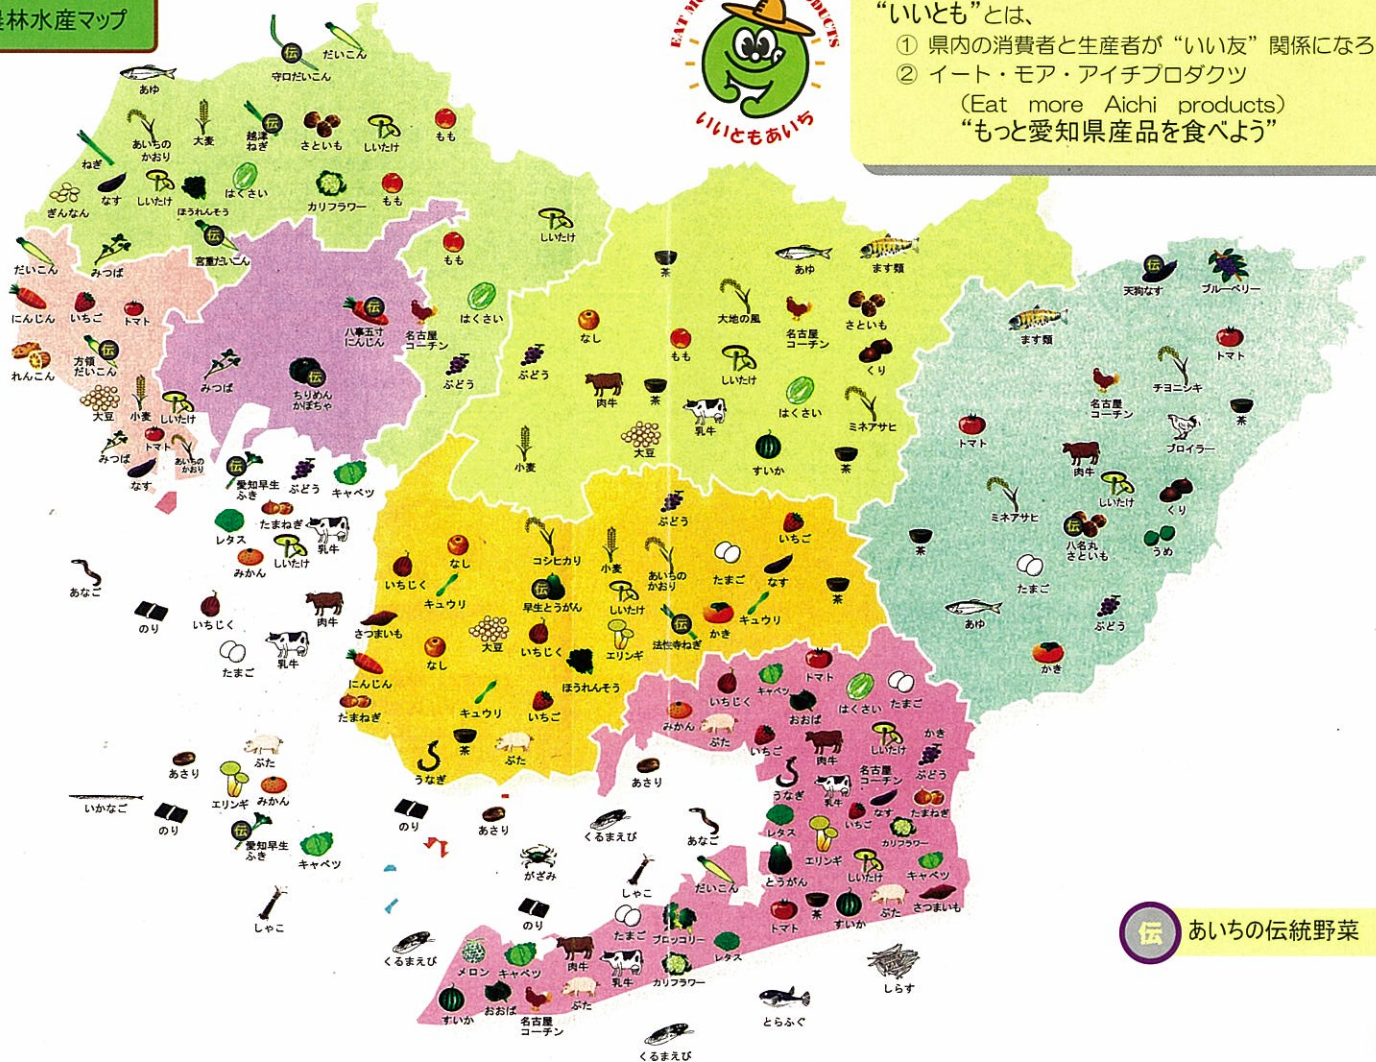 林水産マップ
EAT MO
DUCTS
いいともあいち
“いいとも”とは、
① 県内の消費者と生産者が“いい友”関係になろ
② イート・モア・アイチプロダクツ
(Eat more Aichi products)
“もっと愛知県産品を食べよう”
伝
守口だいこん
だいこん
あゆ
ねぎ
あいちの
かおり
大麦
伝
越津
ねぎ
さといも
しいたけ
もも
ぎんなん
なす
しいたけ
ほうれんそう
はくさい
カリフラワー
もも
しいたけ
だいこん
みつば
伝
宮重だいこん
もも
にんじん
いちご
トマト
伝
八事五寸
にんじん
名古屋
コーチン
はくさい
れんこん
伝
方領
だいこん
みつば
伝
ちりめん
かぼちゃ
ぶどう
大豆
小麦
しいたけ
みつば
トマト
あいちの
かおり
なす
茶
あゆ
ます類
なし
大地の風
名古屋
コーチン
さといも
ぶどう
もも
しいたけ
くり
肉牛
茶
乳牛
はくさい
ミネアサヒ
小麦
大豆
すいか
茶
伝
天狗なす
ブルーベリー
ます類
トマト
チヨニシキ
名古屋
コーチン
茶
トマト
ブロイラー
肉牛
しいたけ
くり
ミネアサヒ
伝
八名丸
さといも
うめ
茶
たまご
あゆ
ぶどう
かき
伝
愛知早生
ふき
ぶどう
キャベツ
レタス
たまねぎ
乳牛
みかん
しいたけ
あなご
のり
いちじく
肉牛
たまご
乳牛
あさり
ぶた
いかなご
のり
エリンギ
みかん
伝
愛知早生
ふき
キャベツ
しゃこ
ぶどう
いちご
いちじく
なし
コシヒカリ
小麦
あいちの
かおり
たまご
なす
キュウリ
伝
早生とうがん
しいたけ
茶
さつまいも
なし
大豆
いちじく
エリンギ
伝
法性寺ねぎ
かき
キュウリ
にんじん
ほうれんそう
たまねぎ
キュウリ
いちご
うなぎ
茶
ぶた
いちじく
キャベツ
トマト
はくさい
たまご
みかん
ぶた
おおば
いちご
肉牛
しいたけ
かき
あさり
うなぎ
乳牛
名古屋
コーチン
ぶどう
のり
あさり
くるまえび
あなご
レタス
いちご
なす
たまねぎ
エリンギ
カリフラワー
がざみ
しゃこ
だいこん
とうがん
しいたけ
キャベツ
のり
たまご
ブロッコリー
トマト
茶
すいか
ぶた
さつまいも
くるまえび
メロン
キャベツ
肉牛
乳牛
カリフラワー
レタス
しらす
すいか
おおば
名古屋
コーチン
ぶた
とらふぐ
くるまえび
伝
あいちの伝統野菜